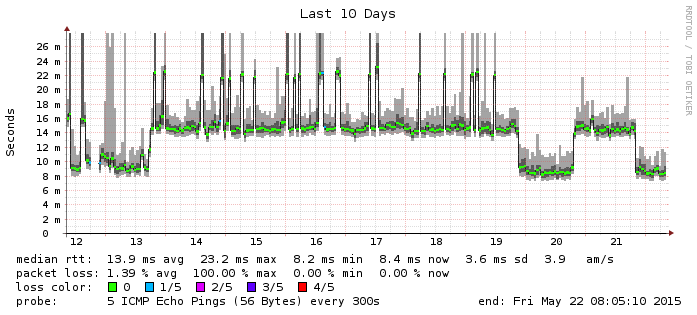 Last 10 Days
RRDTOOL / TOBI OETIKER
Seconds
26 m
24 m
22 m
20 m
18 m
16 m
14 m
12 m
10 m
8 m
6 m
4 m
2 m
0
12 13 14 15 16 17 18 19 20 21
median rtt: 13.9 ms avg 23.2 ms max 8.2 ms min 8.4 ms now 3.6 ms sd 3.9 am/s
packet loss: 1.39 % avg 100.00 % max 0.00 % min 0.00 % now
loss color: 0 1/5 2/5 3/5 4/5
probe: 5 ICMP Echo Pings (56 Bytes) every 300s end: Fri May 22 08:05:10 2015